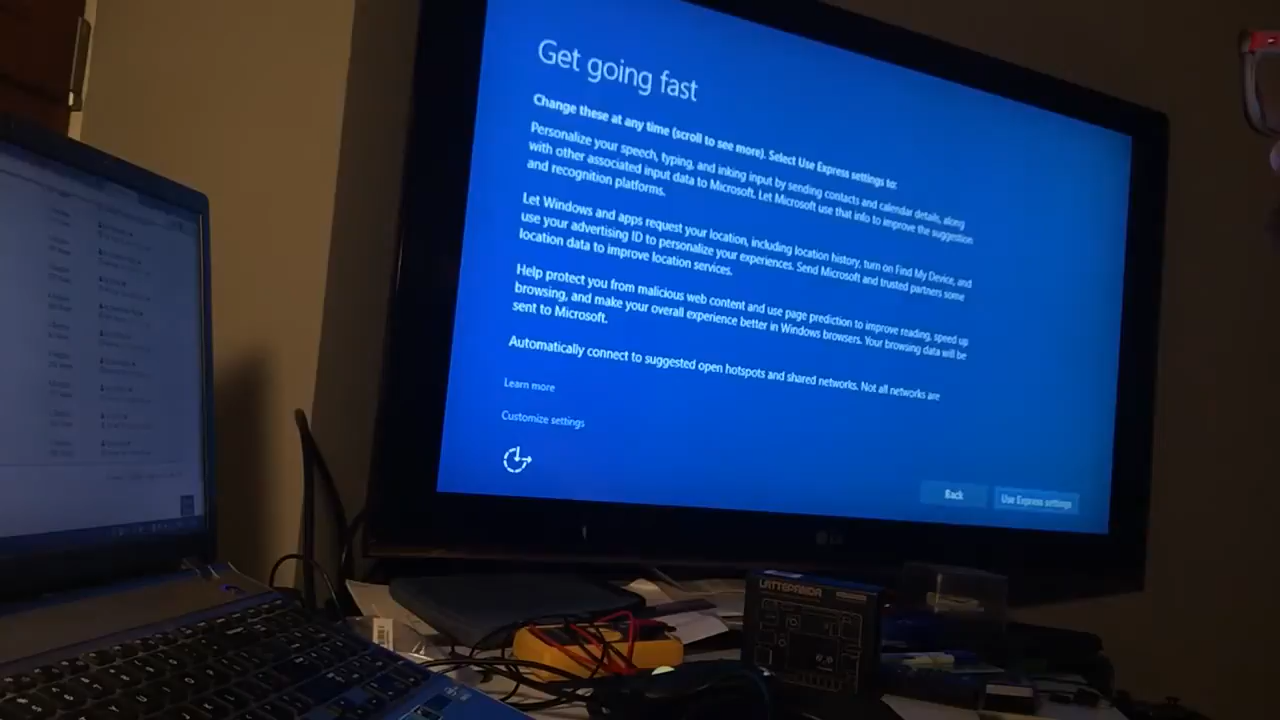 Get going fast
Change these at any time (scroll to see more). Select Use Express settings to:
Personalize your speech, typing, and inking input by sending contacts and calendar details, along
with other associated input data to Microsoft. Let Microsoft use that info to improve the suggestion
and recognition platforms.
Let Windows and apps request your location, including location history, turn on Find My Device, and
use your advertising ID to personalize your experiences. Send Microsoft and trusted partners some
location data to improve location services.
Help protect you from malicious web content and use page prediction to improve reading, speed up
browsing, and make your overall experience better in Windows browsers. Your browsing data will be
sent to Microsoft.
Automatically connect to suggested open hotspots and shared networks. Not all networks are
Learn more
Customize settings
Back
Use Express settings
LG
LATTEPANDA